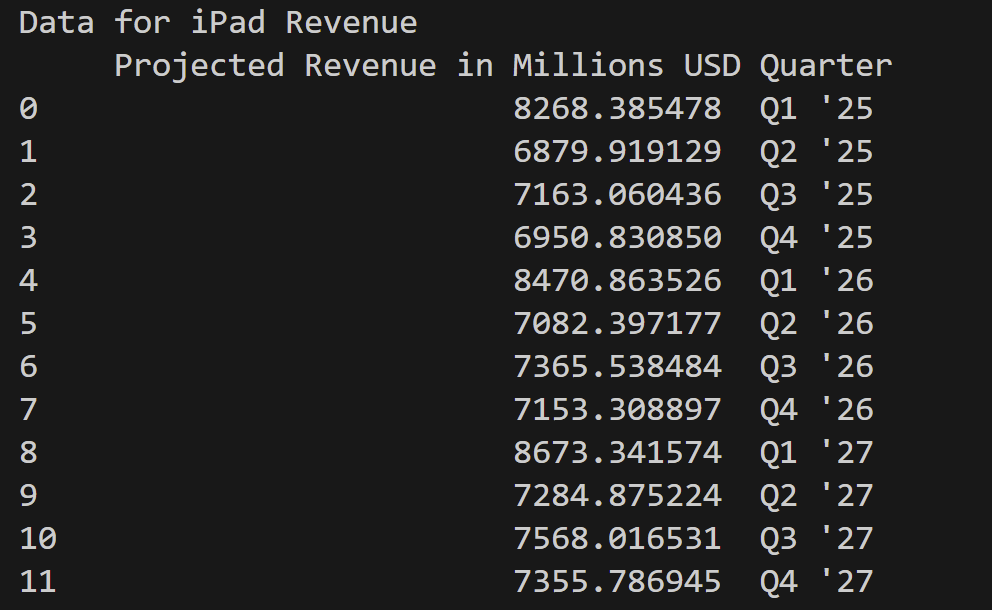 Data for iPad Revenue
     Projected Revenue in Millions USD Quarter
0                         8268.385478  Q1 '25
1                         6879.919129  Q2 '25
2                         7163.060436  Q3 '25
3                         6950.830850  Q4 '25
4                         8470.863526  Q1 '26
5                         7082.397177  Q2 '26
6                         7365.538484  Q3 '26
7                         7153.308897  Q4 '26
8                         8673.341574  Q1 '27
9                         7284.875224  Q2 '27
10                        7568.016531  Q3 '27
11                        7355.786945  Q4 '27